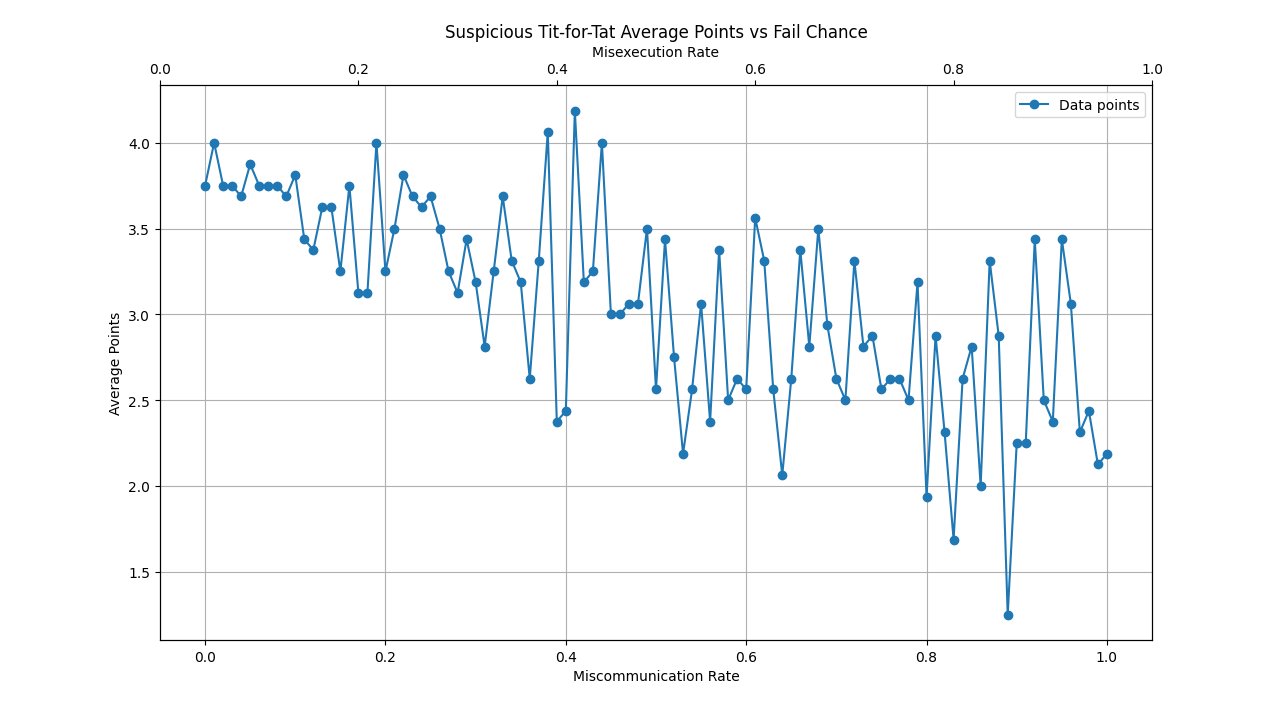 Suspicious Tit-for-Tat Average Points vs Fail Chance
Misexecution Rate
0.0 0.2 0.4 0.6 0.8 1.0
Data points
4.0
3.5
3.0
2.5
2.0
1.5
Average Points
0.0 0.2 0.4 0.6 0.8 1.0
Miscommunication Rate